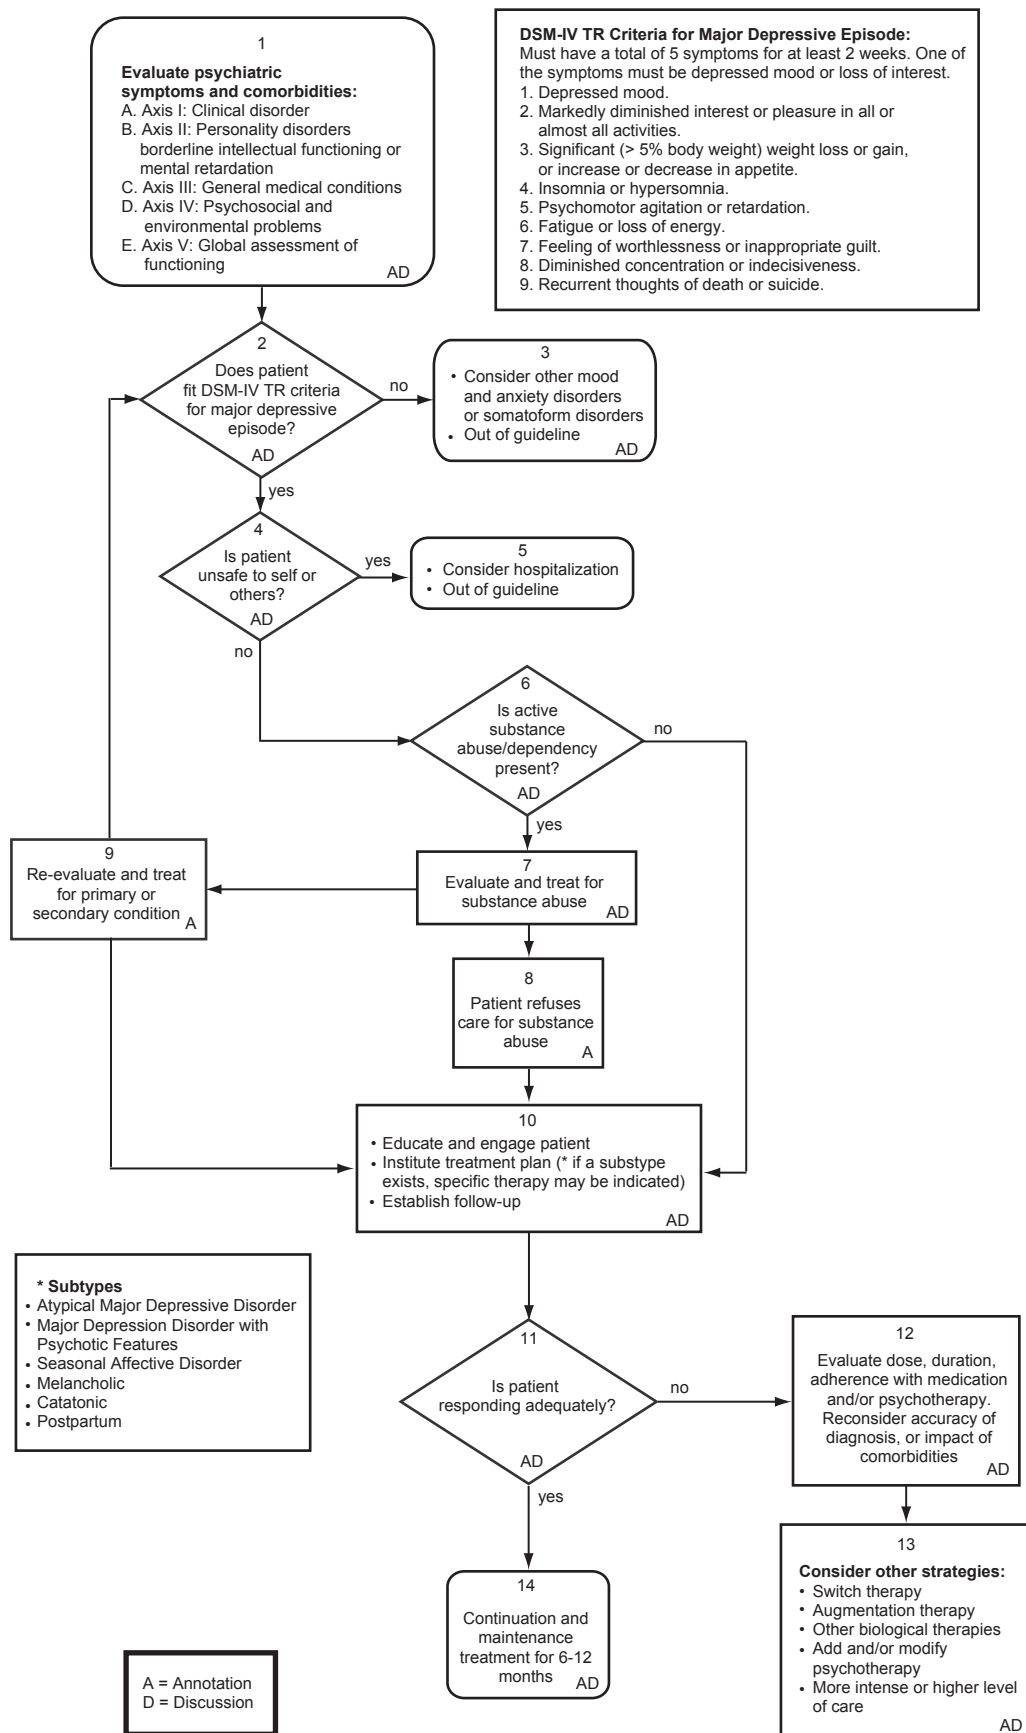 1
Evaluate psychiatric
symptoms and comorbidities:
A. Axis I: Clinical disorder
B. Axis II: Personality disorders
borderline intellectual functioning or
mental retardation
C. Axis III: General medical conditions
D. Axis IV: Psychosocial and
environmental problems
E. Axis V: Global assessment of
functioning
AD
DSM-IV TR Criteria for Major Depressive Episode:
Must have a total of 5 symptoms for at least 2 weeks. One of
the symptoms must be depressed mood or loss of interest.
1. Depressed mood.
2. Markedly diminished interest or pleasure in all or
almost all activities.
3. Significant (> 5% body weight) weight loss or gain,
or increase or decrease in appetite.
4. Insomnia or hypersomnia.
5. Psychomotor agitation or retardation.
6. Fatigue or loss of energy.
7. Feeling of worthlessness or inappropriate guilt.
8. Diminished concentration or indecisiveness.
9. Recurrent thoughts of death or suicide.
2
Does patient
fit DSM-IV TR criteria
for major depressive
episode?
AD
no
yes
3
• Consider other mood
and anxiety disorders
or somatoform disorders
• Out of guideline
AD
4
Is patient
unsafe to self or
others?
AD
yes
no
5
• Consider hospitalization
• Out of guideline
6
Is active
substance
abuse/dependency
present?
AD
no
yes
7
Evaluate and treat for
substance abuse
AD
9
Re-evaluate and treat
for primary or
secondary condition
A
8
Patient refuses
care for substance
abuse
A
10
• Educate and engage patient
• Institute treatment plan (* if a substype
exists, specific therapy may be indicated)
• Establish follow-up
AD
* Subtypes
• Atypical Major Depressive Disorder
• Major Depression Disorder with
Psychotic Features
• Seasonal Affective Disorder
• Melancholic
• Catatonic
• Postpartum
11
Is patient
responding adequately?
AD
no
yes
12
Evaluate dose, duration,
adherence with medication
and/or psychotherapy.
Reconsider accuracy of
diagnosis, or impact of
comorbidities
AD
13
Consider other strategies:
• Switch therapy
• Augmentation therapy
• Other biological therapies
• Add and/or modify
psychotherapy
• More intense or higher level
of care
AD
14
Continuation and
maintenance
treatment for 6-12
months
AD
A = Annotation
D = Discussion